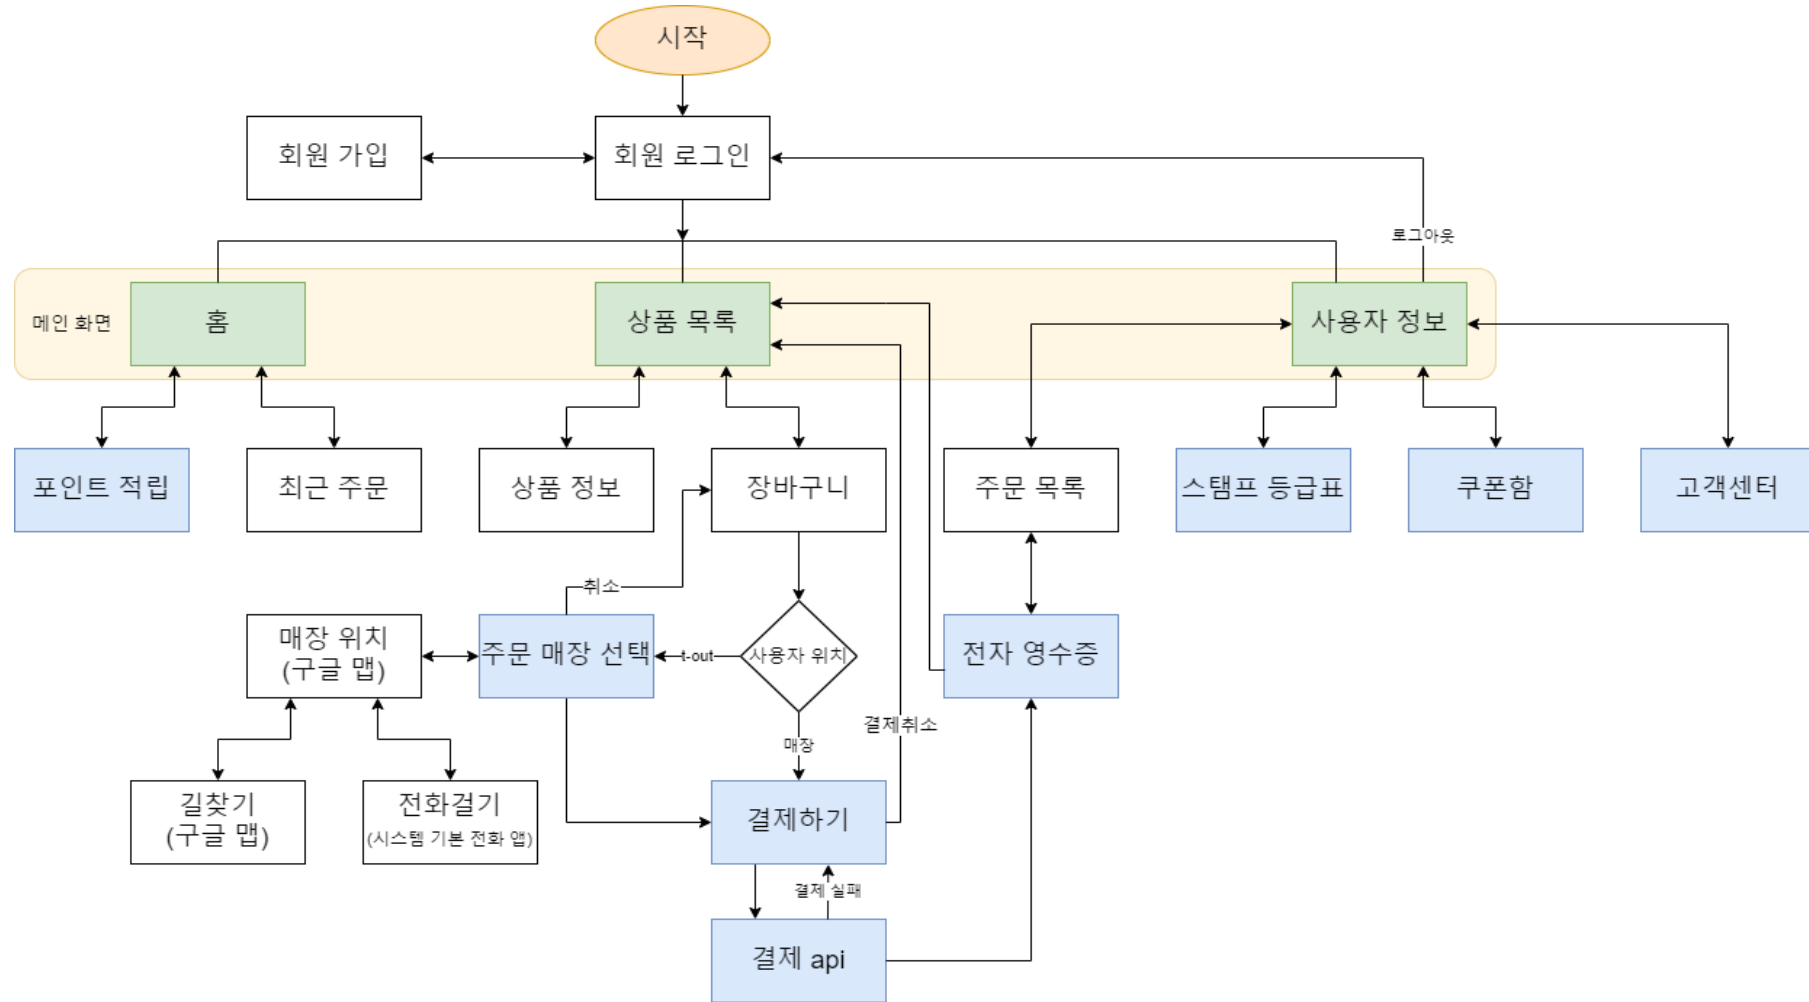 시작
회원 가입
회원 로그인
로그아웃
메인 화면
홈
상품 목록
사용자 정보
포인트 적립
최근 주문
상품 정보
장바구니
주문 목록
스탬프 등급표
쿠폰함
고객센터
취소
매장 위치
(구글 맵)
주문 매장 선택
t-out
사용자 위치
전자 영수증
결제취소
매장
길찾기
(구글 맵)
전화걸기
(시스템 기본 전화 앱)
결제하기
결제 실패
결제 api